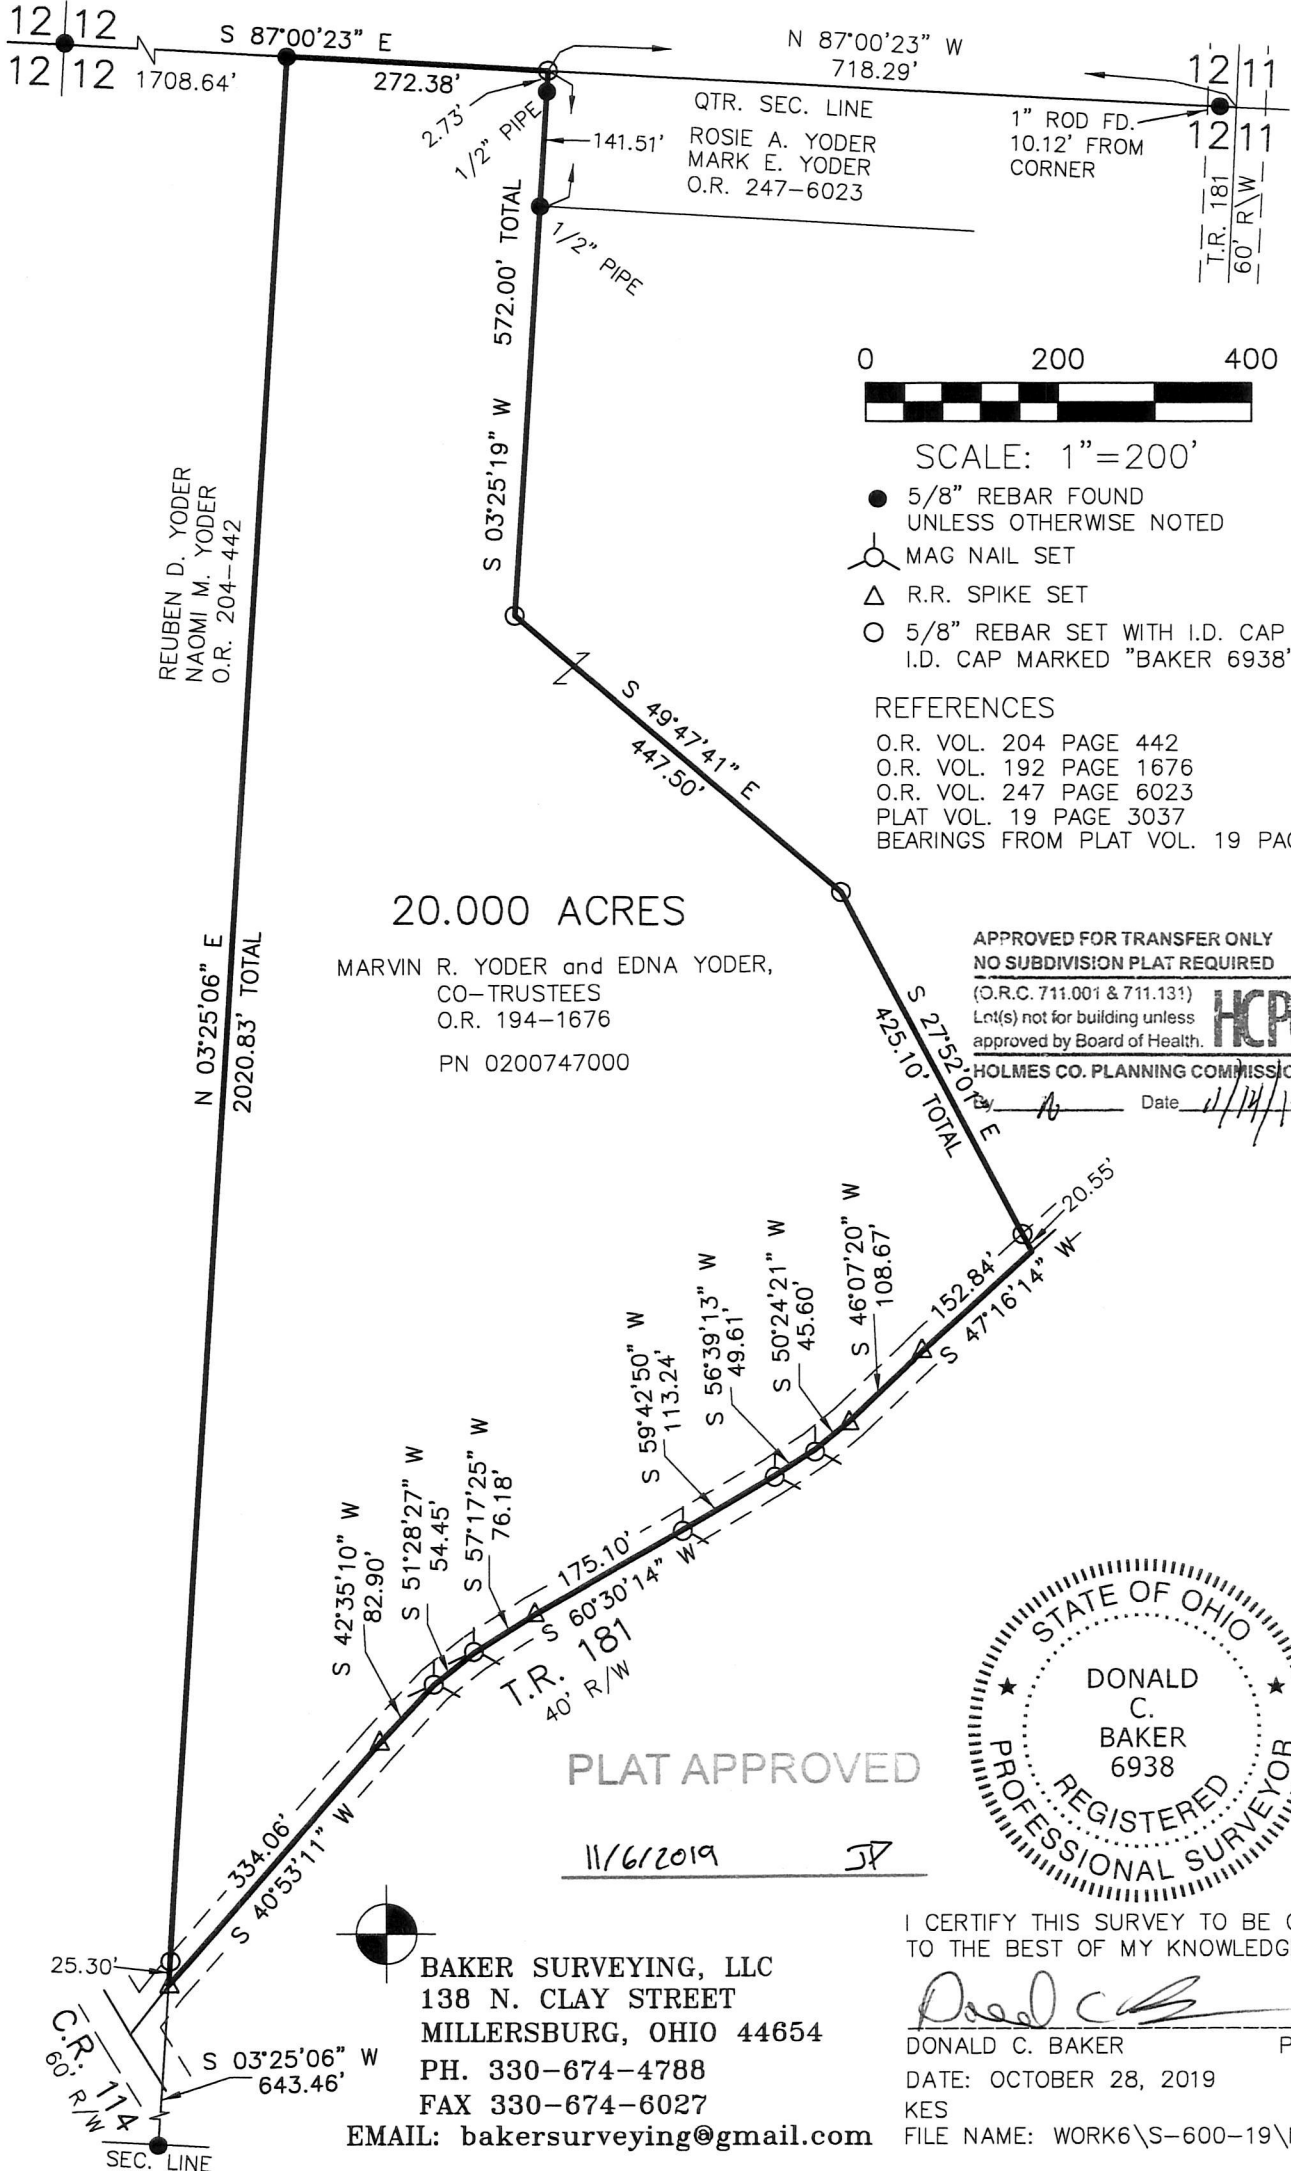 12 12
12 12
S 87°00'23" E
1708.64'
272.38'
N 87°00'23" W
718.29'
12 11
12 11
2.73'
1/2" PIPE
QTR. SEC. LINE
141.51'
ROSIE A. YODER
MARK E. YODER
O.R. 247-6023
1" ROD FD.
10.12' FROM
CORNER
T.R. 181
60' R\W
1/2" PIPE
S 03°25'19" W 572.00' TOTAL
0 200 400
SCALE: 1"=200'
5/8" REBAR FOUND
UNLESS OTHERWISE NOTED
MAG NAIL SET
R.R. SPIKE SET
5/8" REBAR SET WITH I.D. CAP
I.D. CAP MARKED "BAKER 6938"
REFERENCES
O.R. VOL. 204 PAGE 442
O.R. VOL. 192 PAGE 1676
O.R. VOL. 247 PAGE 6023
PLAT VOL. 19 PAGE 3037
BEARINGS FROM PLAT VOL. 19
REUBEN D. YODER
NAOMI M. YODER
O.R. 204-442
N 03°25'06" E
2020.83' TOTAL
S 49°47'41" E
447.50'
20.000 ACRES
MARVIN R. YODER and EDNA YODER,
CO-TRUSTEES
O.R. 194-1676
PN 0200747000
APPROVED FOR TRANSFER ONLY
NO SUBDIVISION PLAT REQUIRED
(O.R.C. 711.001 & 711.131)
Lot(s) not for building unless
approved by Board of Health.
HCP
HOLMES CO. PLANNING
By Date
S 27°52'01" E
425.10' TOTAL
20.55'
152.84'
S 47°16'14" W
S 46°07'20" W
108.67'
S 50°24'21" W
45.60'
S 56°39'13" W
49.61'
S 59°42'50" W
113.24'
175.10'
S 60°30'14" W
S 57°17'25" W
76.18'
S 51°28'27" W
54.45'
S 42°35'10" W
82.90'
T.R. 181
40' R/W
334.06'
S 40°53'11" W
25.30'
C.R. 114
60' R/W
S 03°25'06" W
643.46'
SEC. LINE
PLAT APPROVED
11/6/2019 JP
STATE OF OHIO
DONALD
C.
BAKER
6938
REGISTERED
PROFESSIONAL SURVEYOR
BAKER SURVEYING, LLC
138 N. CLAY STREET
MILLERSBURG, OHIO 44654
PH. 330-674-4788
FAX 330-674-6027
EMAIL: bakersurveying@gmail.com
I CERTIFY THIS SURVEY TO BE
TO THE BEST OF MY
DONALD C. BAKER
DATE: OCTOBER 28, 2019
KES
FILE NAME: WORK6\S-600-19\